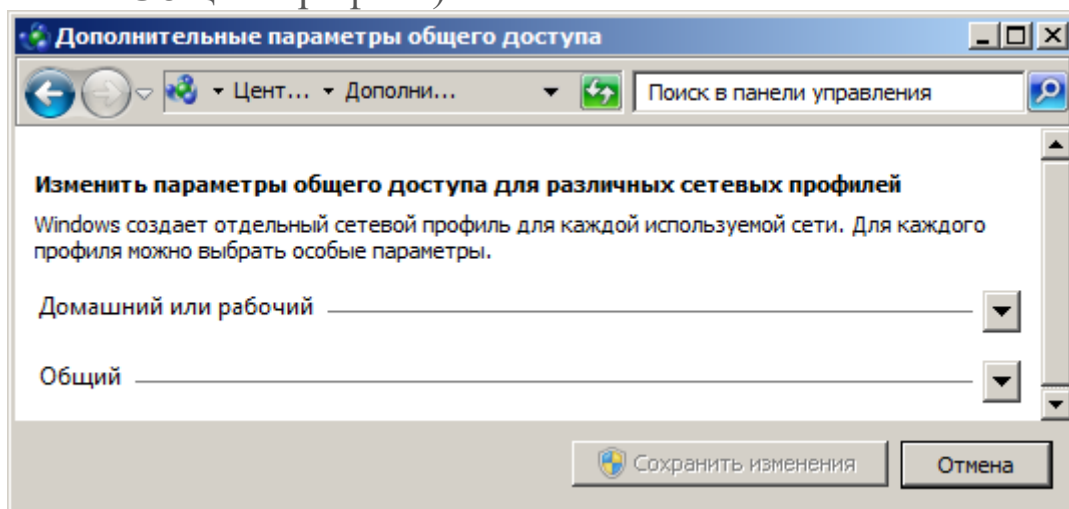 Дополнительные параметры общего доступа
Цент... Дополни... Поиск в панели управления
Изменить параметры общего доступа для различных сетевых профилей
Windows создает отдельный сетевой профиль для каждой используемой сети. Для каждого
профиля можно выбрать особые параметры.
Домашний или рабочий
Общий
Сохранить изменения Отмена